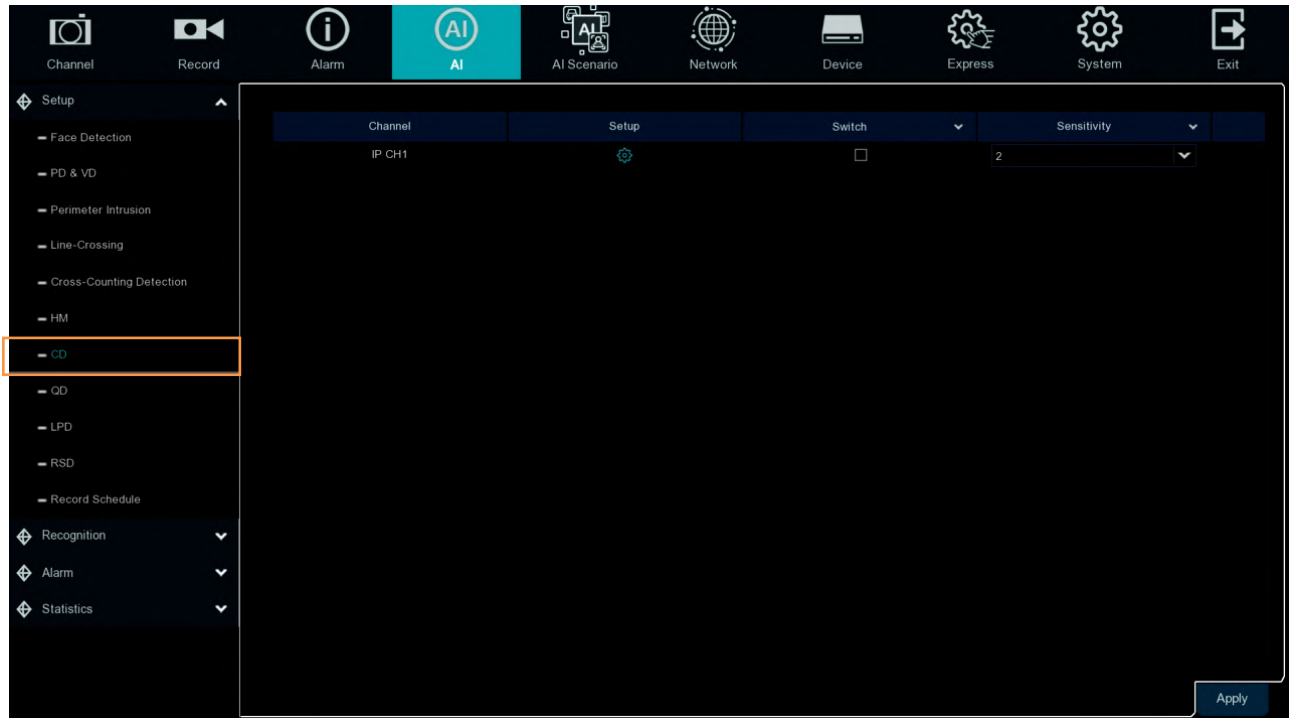 Channel
Record
Alarm
AI
AI
AI
AI Scenario
Network
Device
Express
System
Exit
Setup
Face Detection
PD & VD
Perimeter Intrusion
Line-Crossing
Cross-Counting Detection
HM
CD
QD
LPD
RSD
Record Schedule
Recognition
Alarm
Statistics
Channel Setup Switch Sensitivity
IP CH1 2
Apply